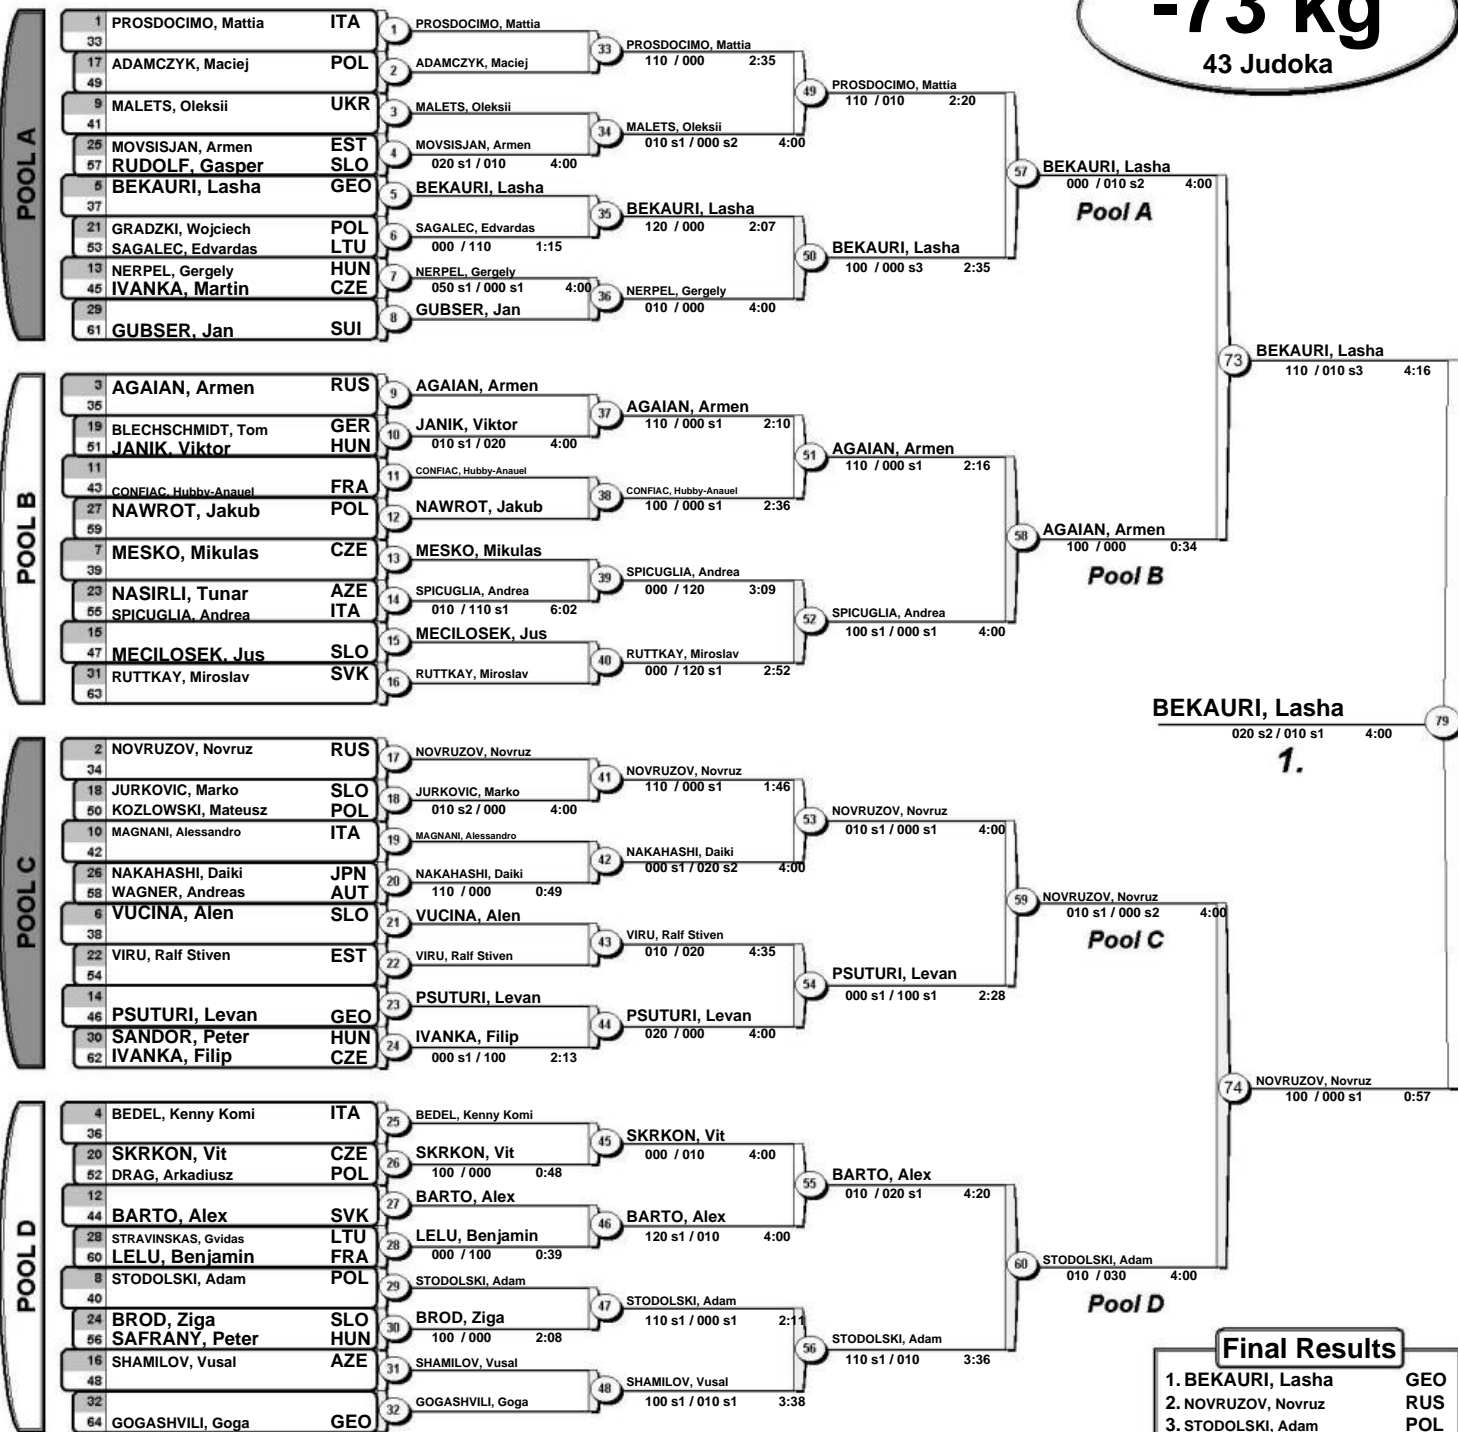 -73 kg
43 Judoka
POOL A
1 PROSDOCIMO, Mattia ITA
33
17 ADAMCZYK, Maciej POL
49
9 MALETS, Oleksii UKR
41
25 MOVSISJAN, Armen EST
57 RUDOLF, Gasper SLO
5 BEKAURI, Lasha GEO
37
21 GRADZKI, Wojciech POL
53 SAGALEC, Edvardas LTU
13 NERPEL, Gergely HUN
45 IVANKA, Martin CZE
29
61 GUBSER, Jan SUI
1 PROSDOCIMO, Mattia
2 ADAMCZYK, Maciej
3 MALETS, Oleksii
4 MOVSISJAN, Armen
020 s1 / 010 4:00
5 BEKAURI, Lasha
6 SAGALEC, Edvardas
000 / 110 1:15
7 NERPEL, Gergely
050 s1 / 000 s1 4:00
8 GUBSER, Jan
33 PROSDOCIMO, Mattia
110 / 000 2:35
34 MALETS, Oleksii
010 s1 / 000 s2 4:00
35 BEKAURI, Lasha
120 / 000 2:07
36 NERPEL, Gergely
010 / 000 4:00
49 PROSDOCIMO, Mattia
110 / 010 2:20
50 BEKAURI, Lasha
100 / 000 s3 2:35
57 BEKAURI, Lasha
000 / 010 s2 4:00
Pool A
POOL B
3 AGAIAN, Armen RUS
35
19 BLECHSCHMIDT, Tom GER
51 JANIK, Viktor HUN
11
43 CONFIAC, Hubby-Anauel FRA
27 NAWROT, Jakub POL
59
7 MESKO, Mikulas CZE
39
23 NASIRLI, Tunar AZE
55 SPICUGLIA, Andrea ITA
15
47 MECILOSEK, Jus SLO
31 RUTTKAY, Miroslav SVK
63
9 AGAIAN, Armen
10 JANIK, Viktor
010 s1 / 020 4:00
11 CONFIAC, Hubby-Anauel
12 NAWROT, Jakub
13 MESKO, Mikulas
14 SPICUGLIA, Andrea
010 / 110 s1 6:02
15 MECILOSEK, Jus
16 RUTTKAY, Miroslav
37 AGAIAN, Armen
110 / 000 s1 2:10
38 CONFIAC, Hubby-Anauel
100 / 000 s1 2:36
39 SPICUGLIA, Andrea
000 / 120 3:09
40 RUTTKAY, Miroslav
000 / 120 s1 2:52
51 AGAIAN, Armen
110 / 000 s1 2:16
52 SPICUGLIA, Andrea
100 s1 / 000 s1 4:00
58 AGAIAN, Armen
100 / 000 0:34
Pool B
73 BEKAURI, Lasha
110 / 010 s3 4:16
BEKAURI, Lasha 79
020 s2 / 010 s1 4:00
1.
POOL C
2 NOVRUZOV, Novruz RUS
34
18 JURKOVIC, Marko SLO
50 KOZLOWSKI, Mateusz POL
10 MAGNANI, Alessandro ITA
42
26 NAKAHASHI, Daiki JPN
58 WAGNER, Andreas AUT
6 VUCINA, Alen SLO
38
22 VIRU, Ralf Stiven EST
54
14
46 PSUTURI, Levan GEO
30 SANDOR, Peter HUN
62 IVANKA, Filip CZE
17 NOVRUZOV, Novruz
18 JURKOVIC, Marko
010 s2 / 000 4:00
19 MAGNANI, Alessandro
20 NAKAHASHI, Daiki
110 / 000 0:49
21 VUCINA, Alen
22 VIRU, Ralf Stiven
23 PSUTURI, Levan
24 IVANKA, Filip
000 s1 / 100 2:13
41 NOVRUZOV, Novruz
110 / 000 s1 1:46
42 NAKAHASHI, Daiki
000 s1 / 020 s2 4:00
43 VIRU, Ralf Stiven
010 / 020 4:35
44 PSUTURI, Levan
020 / 000 4:00
53 NOVRUZOV, Novruz
010 s1 / 000 s1 4:00
54 PSUTURI, Levan
000 s1 / 100 s1 2:28
59 NOVRUZOV, Novruz
010 s1 / 000 s2 4:00
Pool C
POOL D
4 BEDEL, Kenny Komi ITA
36
20 SKRKON, Vit CZE
52 DRAG, Arkadiusz POL
12
44 BARTO, Alex SVK
28 STRAVINSKAS, Gvidas LTU
60 LELU, Benjamin FRA
8 STODOLSKI, Adam POL
40
24 BROD, Ziga SLO
56 SAFRANY, Peter HUN
16 SHAMILOV, Vusal AZE
48
32
64 GOGASHVILI, Goga GEO
25 BEDEL, Kenny Komi
26 SKRKON, Vit
100 / 000 0:48
27 BARTO, Alex
28 LELU, Benjamin
000 / 100 0:39
29 STODOLSKI, Adam
30 BROD, Ziga
100 / 000 2:08
31 SHAMILOV, Vusal
32 GOGASHVILI, Goga
45 SKRKON, Vit
000 / 010 4:00
46 BARTO, Alex
120 s1 / 010 4:00
47 STODOLSKI, Adam
110 s1 / 000 s1 2:11
48 SHAMILOV, Vusal
100 s1 / 010 s1 3:38
55 BARTO, Alex
010 / 020 s1 4:20
56 STODOLSKI, Adam
110 s1 / 010 3:36
60 STODOLSKI, Adam
010 / 030 4:00
Pool D
74 NOVRUZOV, Novruz
100 / 000 s1 0:57
Final Results
1. BEKAURI, Lasha GEO
2. NOVRUZOV, Novruz RUS
3. STODOLSKI, Adam POL